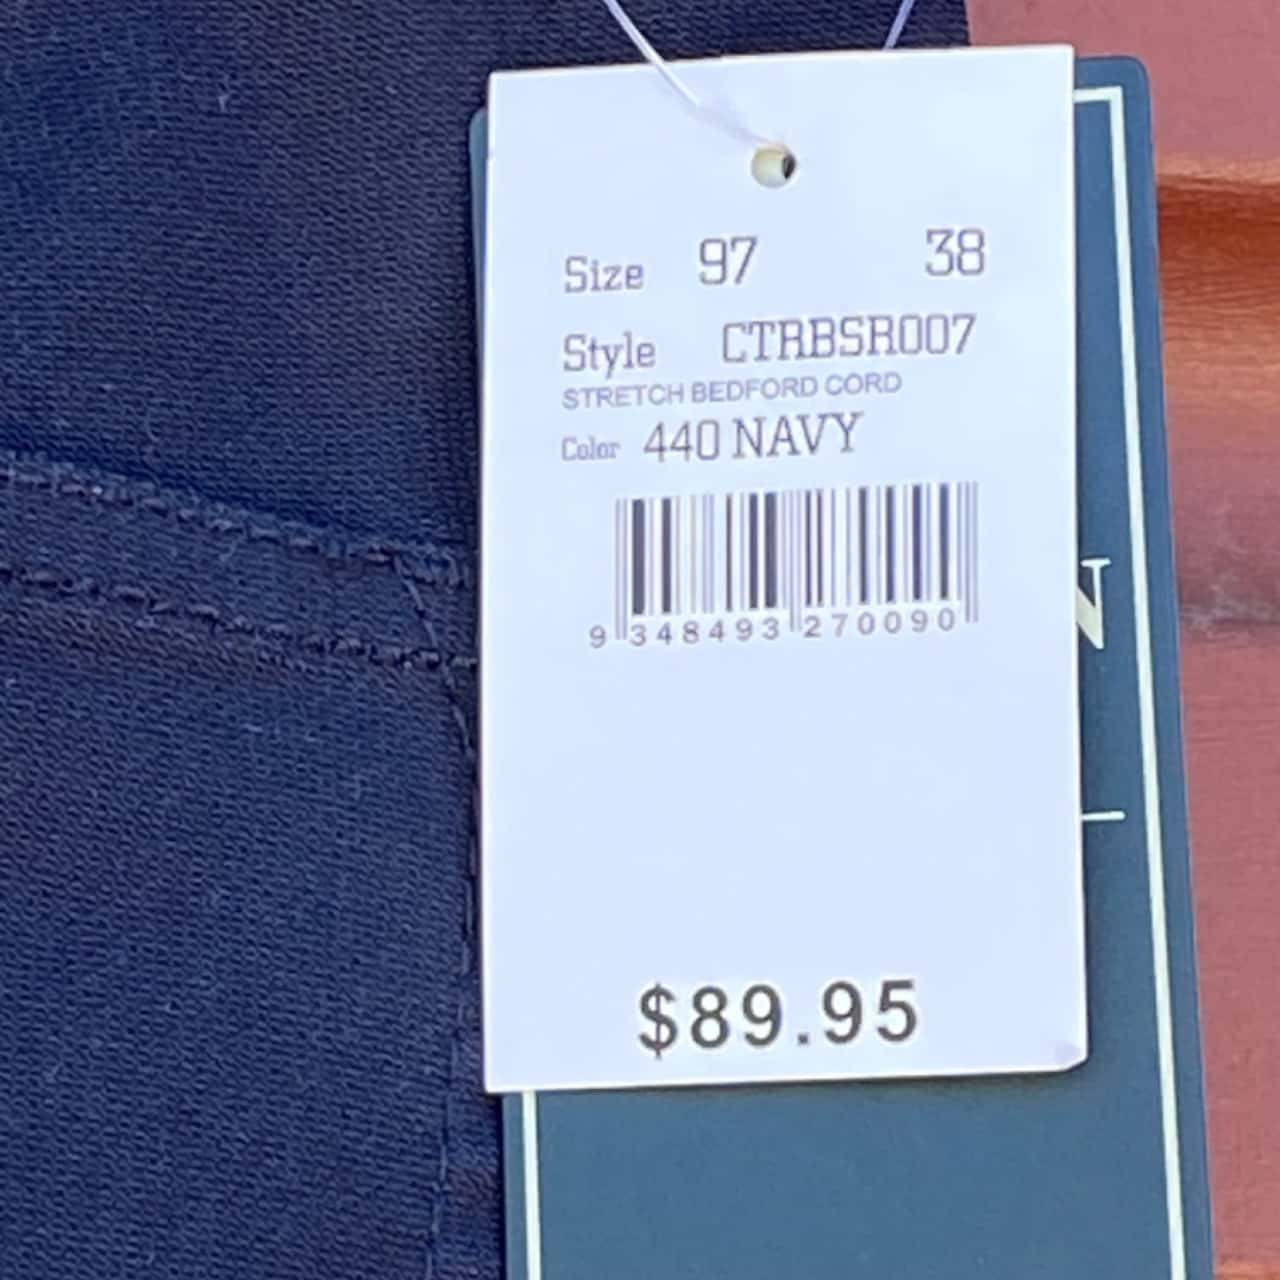 Size 97 38
Style CTRBSR007
STRETCH BEDFORD CORD
Color 440 NAVY
9 348493 270090
N
$89.95